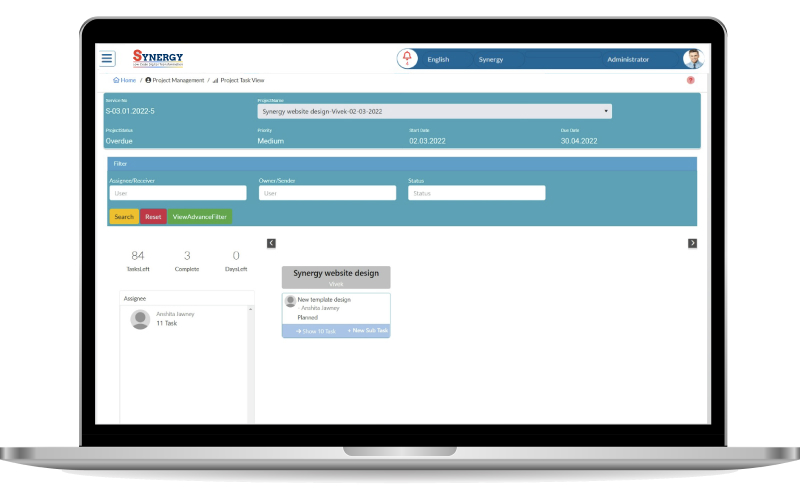 SYNERGY
English
Synergy
Administrator
Home / Project Management / Project Task View
Service No
S-03.01.2022-5
ProjectName
Synergy website design-Vivek-02-03-2022
ProjectStatus
Overdue
Priority
Medium
Start Date
02.03.2022
Due Date
30.04.2022
Filter
Assignee/Receiver
User
Owner/Sender
User
Status
Status
Search
Reset
ViewAdvanceFilter
84
TasksLeft
3
Complete
0
DaysLeft
Assignee
Anshita Jawney
11 Task
Synergy website design
Vivek
New template design
- Anshita Jawney
Planned
Show 10 Task
+ New Sub Task